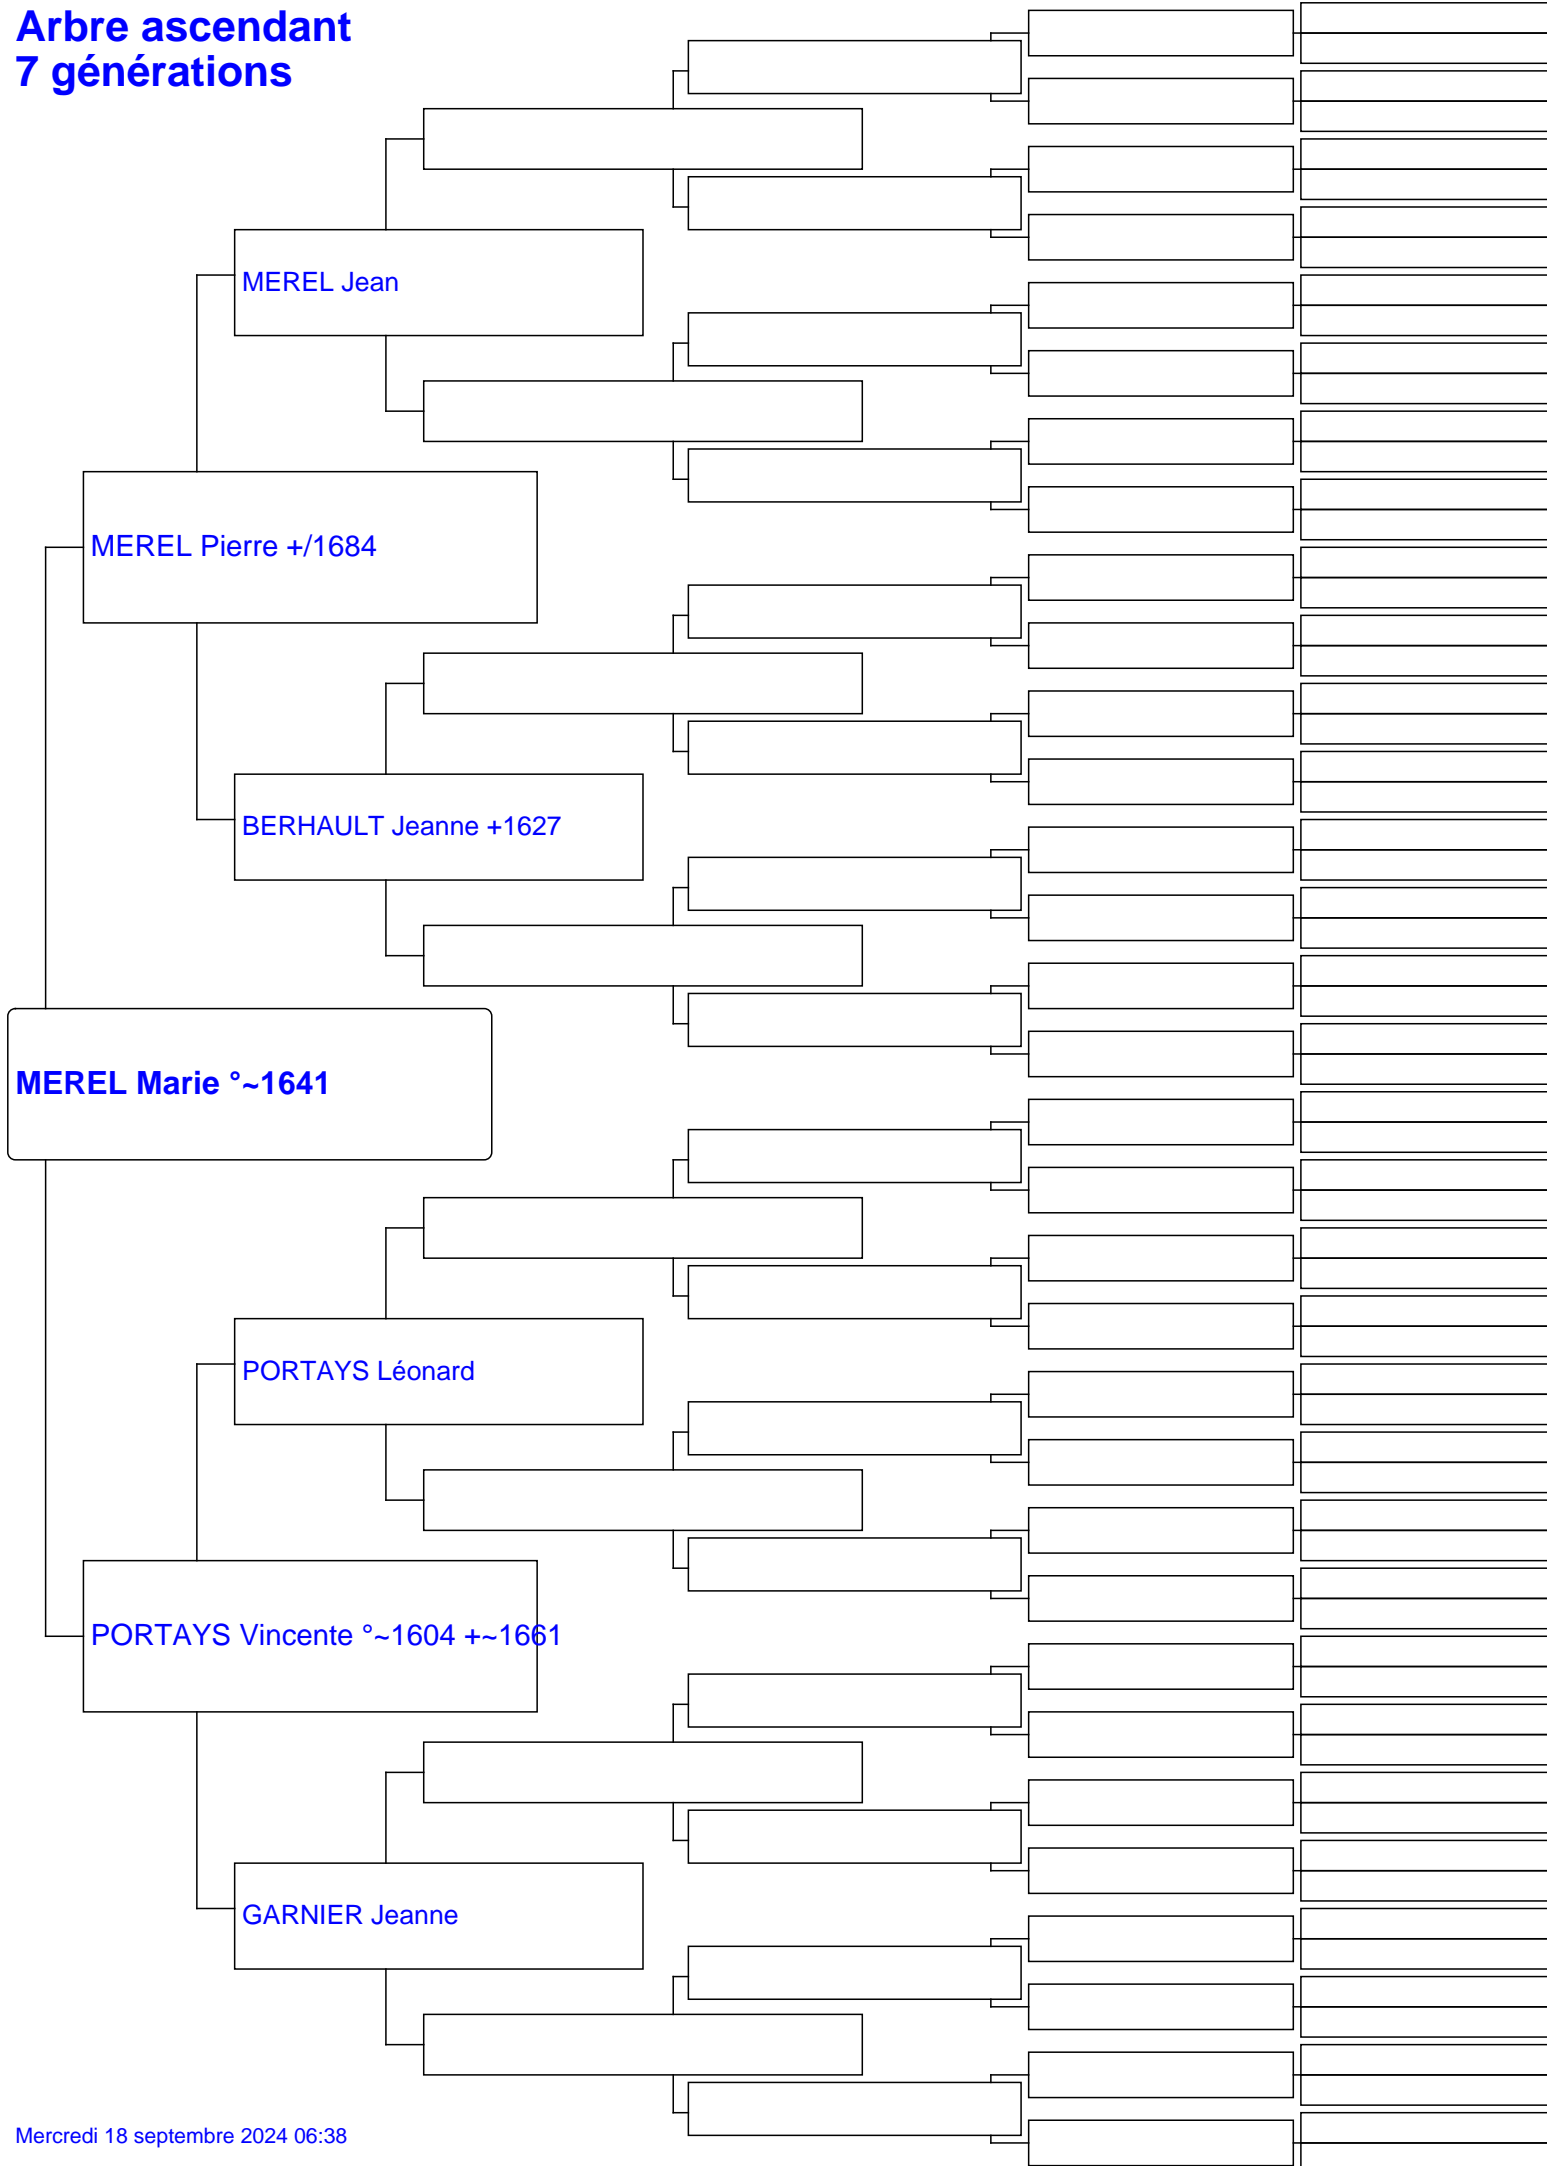 Arbre ascendant
7 générations
MEREL Jean
MEREL Pierre +/1684
BERHAULT Jeanne +1627
MEREL Marie °~1641
PORTAYS Léonard
PORTAYS Vincente °~1604 +~1661
GARNIER Jeanne
Mercredi 18 septembre 2024 06:38